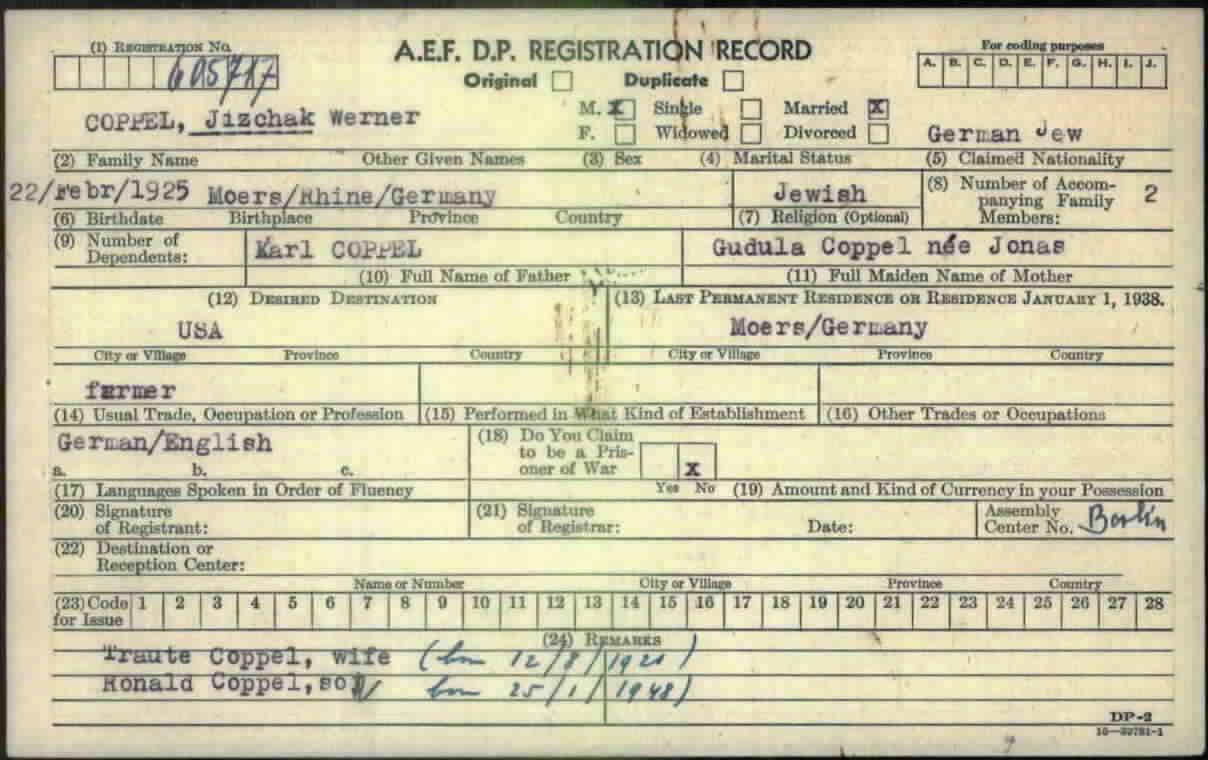 (1) REGISTRATION No. A.E.F. D.P. REGISTRATION RECORD For coding purposes
605717 Original Duplicate A. B. C. D. E. F. G. H. I. J.
COPPEL, Jizchak Werner M. X Single Married X
F. Widowed Divorced German Jew
(2) Family Name Other Given Names (3) Sex (4) Marital Status (5) Claimed Nationality
22/Febr/1925 Moers/Rhine/Germany Jewish (8) Number of Accom-
panying Family 2
(6) Birthdate Birthplace Province Country (7) Religion (Optional) Members:
(9) Number of
Dependents: Karl COPPEL Gudula Coppel née Jonas
(10) Full Name of Father (11) Full Maiden Name of Mother
(12) DESIRED DESTINATION (13) LAST PERMANENT RESIDENCE OR RESIDENCE JANUARY 1, 1938.
USA Moers/Germany
City or Village Province Country City or Village Province Country
farmer
(14) Usual Trade, Occupation or Profession (15) Performed in What Kind of Establishment (16) Other Trades or Occupations
German/English (18) Do You Claim
to be a Pris-
a. b. c. oner of War X
(17) Languages Spoken in Order of Fluency Yes No (19) Amount and Kind of Currency in your Possession
(20) Signature (21) Signature Assembly
of Registrant: of Registrar: Date: Center No. Berlin
(22) Destination or
Reception Center:
Name or Number City or Village Province Country
(23) Code 1 2 3 4 5 6 7 8 9 10 11 12 13 14 15 16 17 18 19 20 21 22 23 24 25 26 27 28
for Issue
(24) REMARKS
Traute Coppel, wife (born 12/8/1921)
Ronald Coppel, son born 25/1/1948)
DP-2
16—39781-1